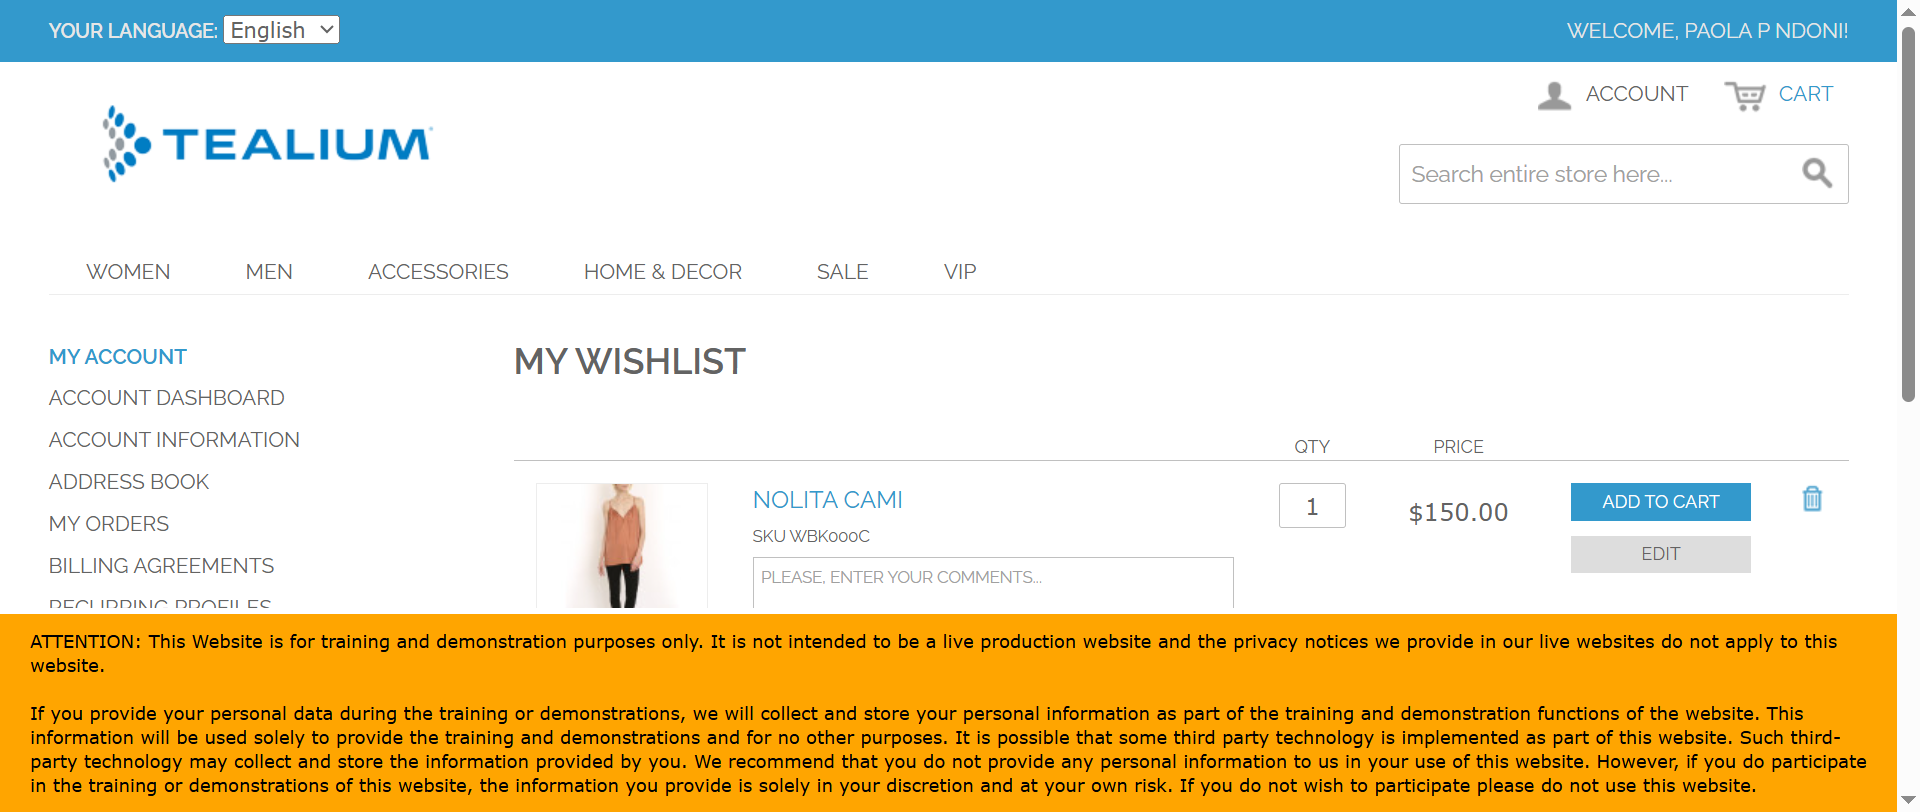 YOUR LANGUAGE: English
WELCOME, PAOLA P NDONI!
ACCOUNT
CART
TEALIUM
Search entire store here...
WOMEN MEN ACCESSORIES HOME & DECOR SALE VIP
MY ACCOUNT
ACCOUNT DASHBOARD
ACCOUNT INFORMATION
ADDRESS BOOK
MY ORDERS
BILLING AGREEMENTS
RECURRING PROFILES
MY WISHLIST
QTY PRICE
NOLITA CAMI
SKU WBK000C
PLEASE, ENTER YOUR COMMENTS...
1
$150.00
ADD TO CART
EDIT
ATTENTION: This Website is for training and demonstration purposes only. It is not intended to be a live production website and the privacy notices we provide in our live websites do not apply to this
website.
If you provide your personal data during the training or demonstrations, we will collect and store your personal information as part of the training and demonstration functions of the website. This
information will be used solely to provide the training and demonstrations and for no other purposes. It is possible that some third party technology is implemented as part of this website. Such third-
party technology may collect and store the information provided by you. We recommend that you do not provide any personal information to us in your use of this website. However, if you do participate
in the training or demonstrations of this website, the information you provide is solely in your discretion and at your own risk. If you do not wish to participate please do not use this website.